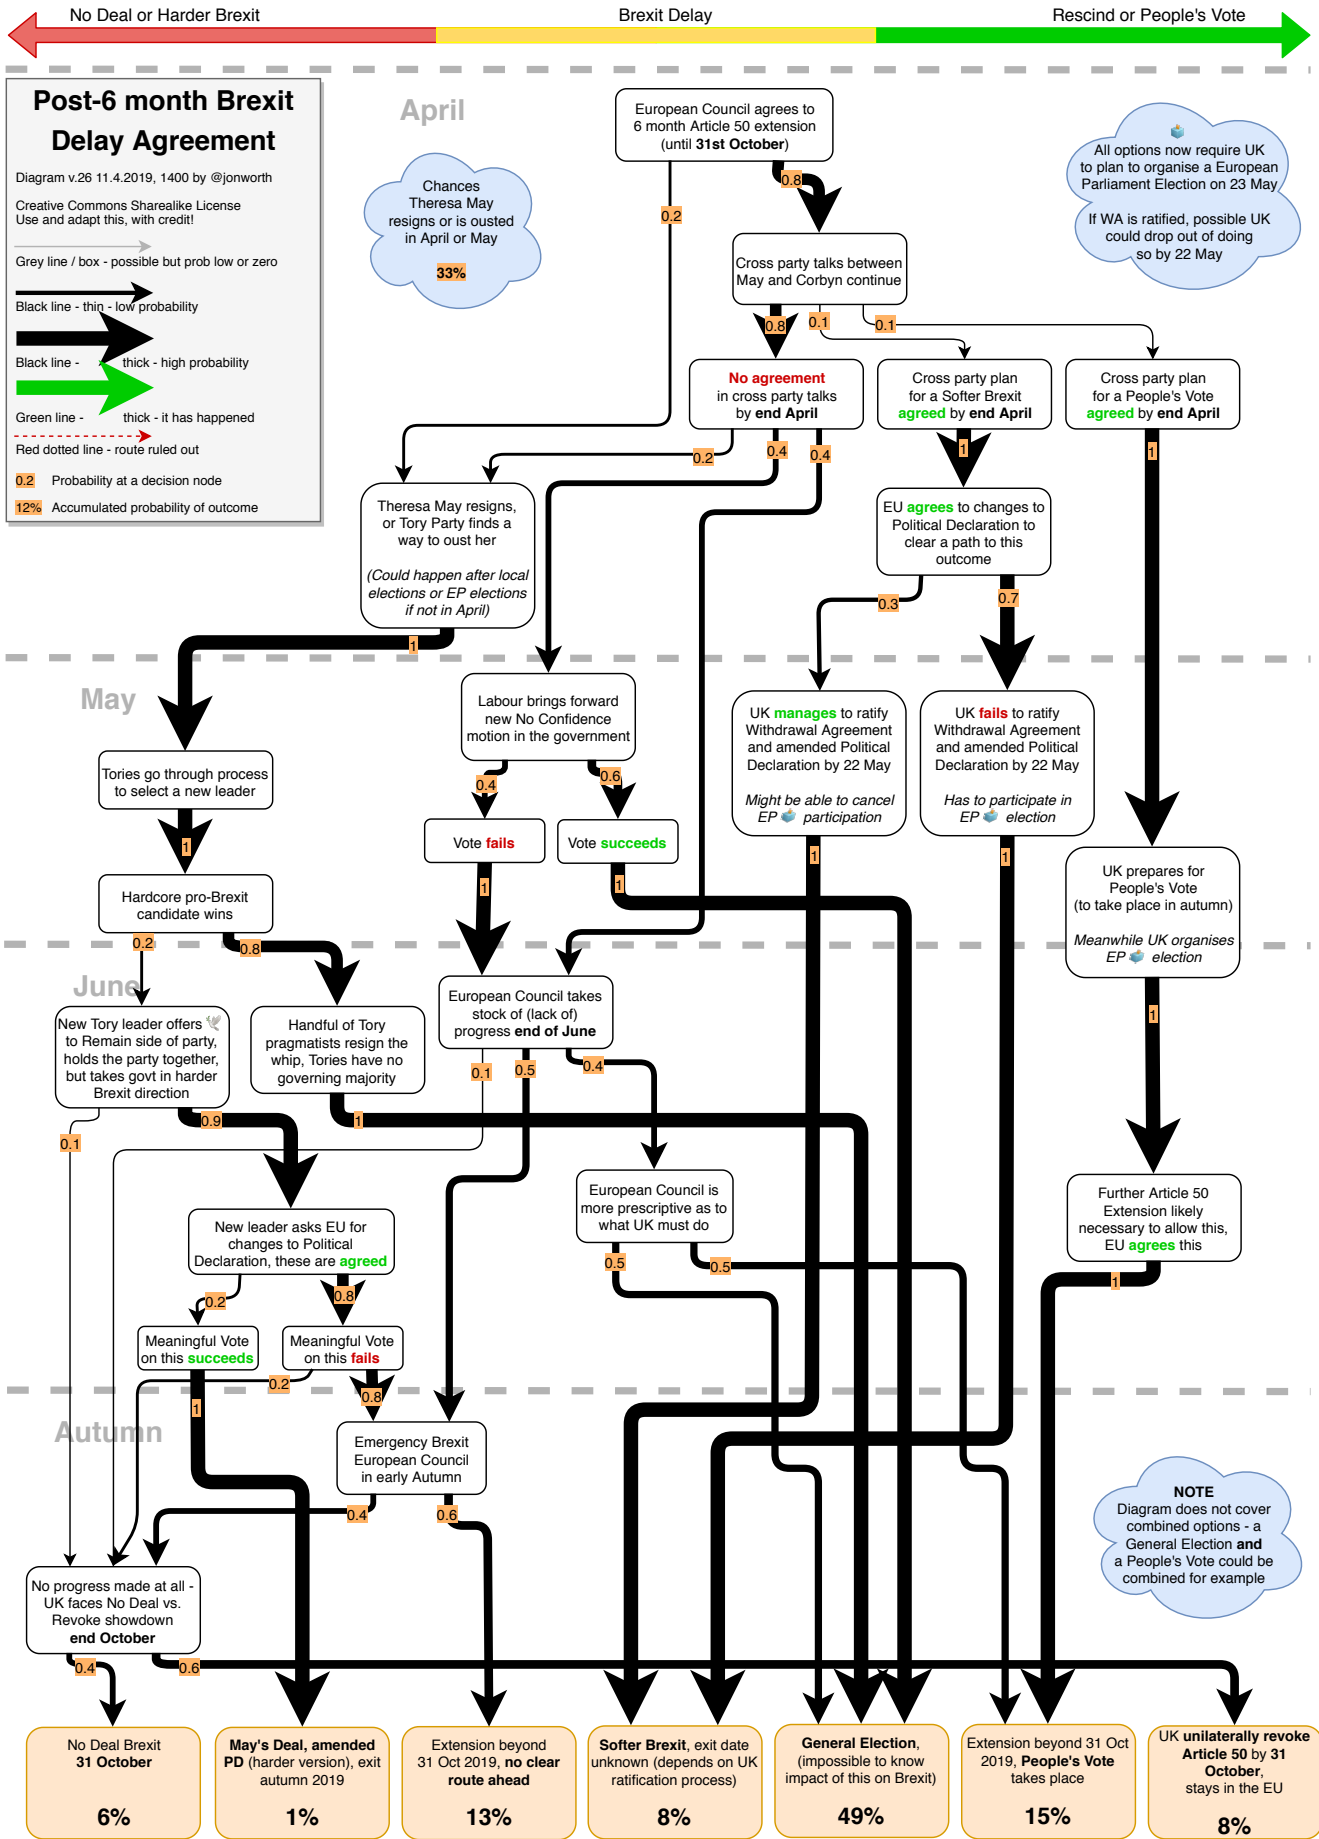 No Deal or Harder Brexit
Brexit Delay
Rescind or People's Vote
Post-6 month Brexit
Delay Agreement
Diagram v.26 11.4.2019, 1400 by @jonworth
Creative Commons Sharealike License
Use and adapt this, with credit!
Grey line / box - possible but prob low or zero
Black line - thin - low probability
Black line - thick - high probability
Green line - thick - it has happened
Red dotted line - route ruled out
0.2 Probability at a decision node
12% Accumulated probability of outcome
April
Chances
Theresa May
resigns or is ousted
in April or May
33%
European Council agrees to
6 month Article 50 extension
(until 31st October)
All options now require UK
to plan to organise a European
Parliament Election on 23 May
If WA is ratified, possible UK
could drop out of doing
so by 22 May
0.8
0.2
Cross party talks between
May and Corbyn continue
0.8
0.1
0.1
No agreement
in cross party talks
by end April
Cross party plan
for a Softer Brexit
agreed by end April
Cross party plan
for a People's Vote
agreed by end April
0.2
0.4
0.4
1
1
Theresa May resigns,
or Tory Party finds a
way to oust her
(Could happen after local
elections or EP elections
if not in April)
EU agrees to changes to
Political Declaration to
clear a path to this
outcome
0.3
0.7
1
May
Labour brings forward
new No Confidence
motion in the government
UK manages to ratify
Withdrawal Agreement
and amended Political
Declaration by 22 May
Might be able to cancel
EP participation
UK fails to ratify
Withdrawal Agreement
and amended Political
Declaration by 22 May
Has to participate in
EP election
Tories go through process
to select a new leader
0.4
0.6
Vote fails
Vote succeeds
1
1
1
1
1
Hardcore pro-Brexit
candidate wins
UK prepares for
People's Vote
(to take place in autumn)
Meanwhile UK organises
EP election
0.2
0.8
June
New Tory leader offers
to Remain side of party,
holds the party together,
but takes govt in harder
Brexit direction
Handful of Tory
pragmatists resign the
whip, Tories have no
governing majority
European Council takes
stock of (lack of)
progress end of June
1
0.1
0.5
0.4
0.1
0.9
1
European Council is
more prescriptive as to
what UK must do
Further Article 50
Extension likely
necessary to allow this,
EU agrees this
New leader asks EU for
changes to Political
Declaration, these are agreed
0.5
0.5
1
0.2
0.8
Meaningful Vote
on this succeeds
Meaningful Vote
on this fails
0.2
0.8
1
Autumn
Emergency Brexit
European Council
in early Autumn
0.4
0.6
NOTE
Diagram does not cover
combined options - a
General Election and
a People's Vote could be
combined for example
No progress made at all -
UK faces No Deal vs.
Revoke showdown
end October
0.4
0.6
No Deal Brexit
31 October
6%
May's Deal, amended
PD (harder version), exit
autumn 2019
1%
Extension beyond
31 Oct 2019, no clear
route ahead
13%
Softer Brexit, exit date
unknown (depends on UK
ratification process)
8%
General Election,
(impossible to know
impact of this on Brexit)
49%
Extension beyond 31 Oct
2019, People's Vote
takes place
15%
UK unilaterally revoke
Article 50 by 31
October,
stays in the EU
8%